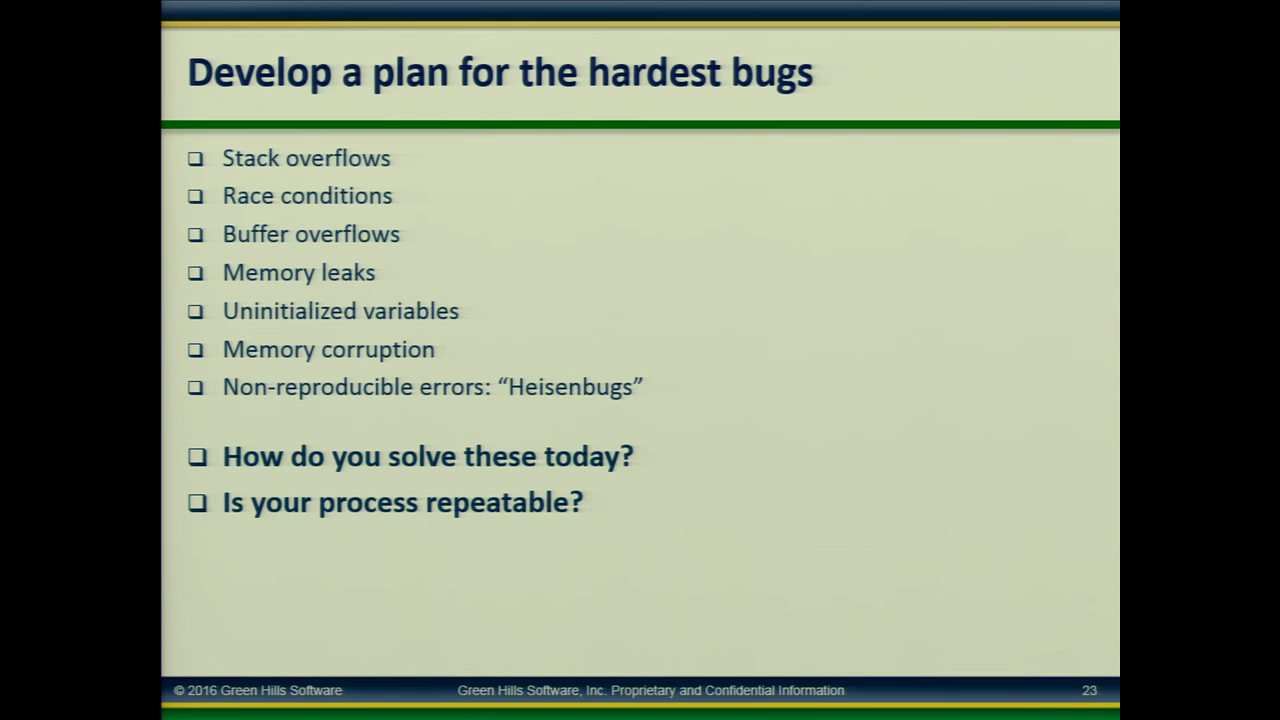 Develop a plan for the hardest bugs
❑ Stack overflows
❑ Race conditions
❑ Buffer overflows
❑ Memory leaks
❑ Uninitialized variables
❑ Memory corruption
❑ Non-reproducible errors: “Heisenbugs”
❑ How do you solve these today?
❑ Is your process repeatable?
© 2016 Green Hills Software Green Hills Software, Inc. Proprietary and Confidential Information 23